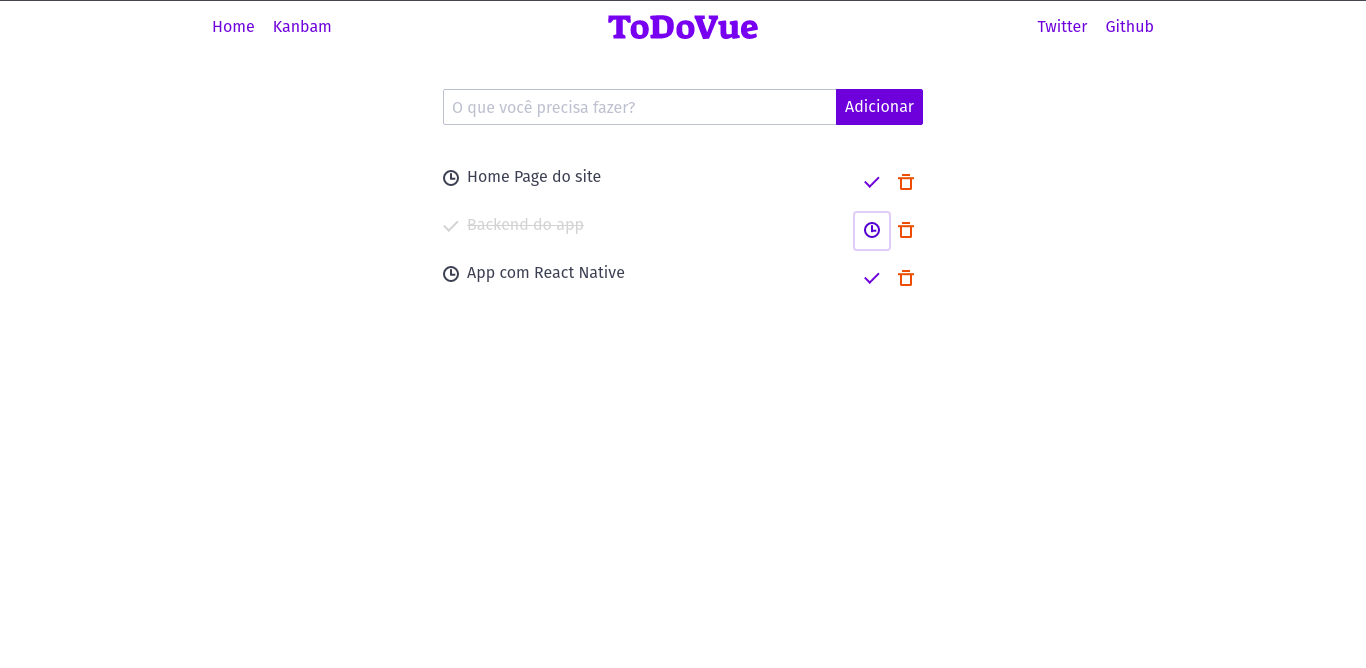 Home Kanbam ToDoVue Twitter Github
O que você precisa fazer? Adicionar
Home Page do site
Backend do app
App com React Native